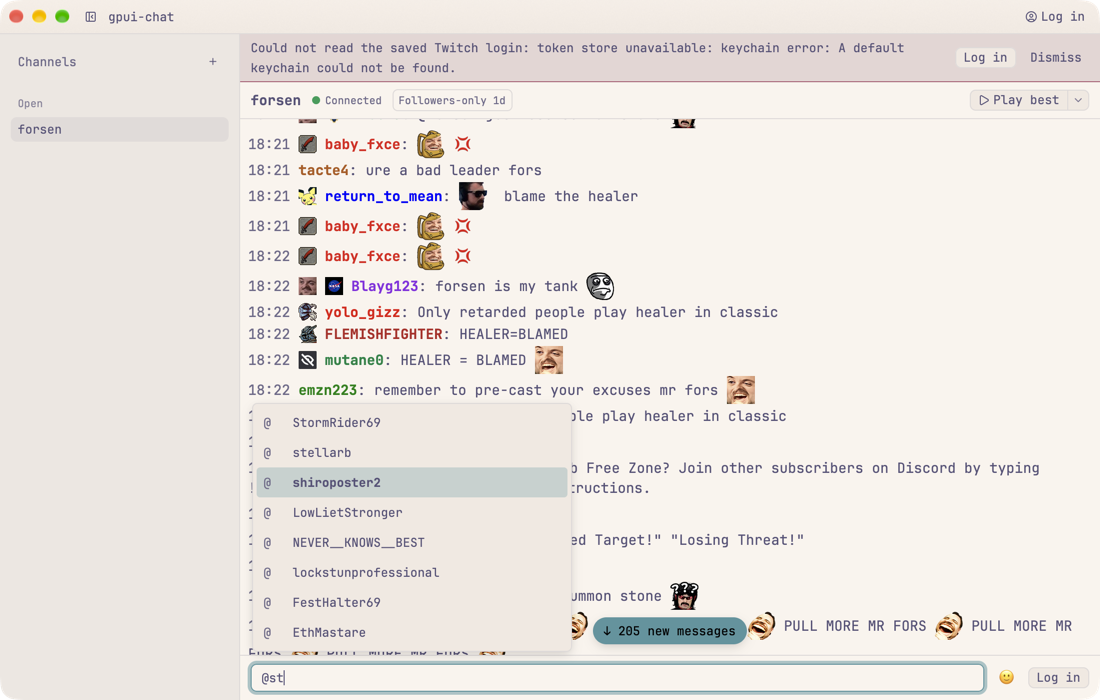 gpui-chat
Log in
Channels +
Open
forsen
Could not read the saved Twitch login: token store unavailable: keychain error: A default
keychain could not be found.
Log in Dismiss
forsen Connected Followers-only 1d
Play best
18:21 baby_fxce:
18:21 tacte4: ure a bad leader fors
18:21 return_to_mean: blame the healer
18:21 baby_fxce:
18:22 baby_fxce:
18:22 Blayg123: forsen is my tank
18:22 yolo_gizz: Only retarded people play healer in classic
18:22 FLEMISHFIGHTER: HEALER=BLAMED
18:22 mutane0: HEALER = BLAMED
18:22 emzn223: remember to pre-cast your excuses mr fors
play healer in classic
@ StormRider69
@ stellarb
Free Zone? Join other subscribers on Discord by typing
@ shiroposter2
@ LowLietStronger
@ NEVER__KNOWS__BEST
Target!" "Losing Threat!"
@ lockstunprofessional
@ FestHalter69
stone
???
@ EthMastare
↓ 205 new messages
PULL MORE MR FORS PULL MORE MR
@st
Log in